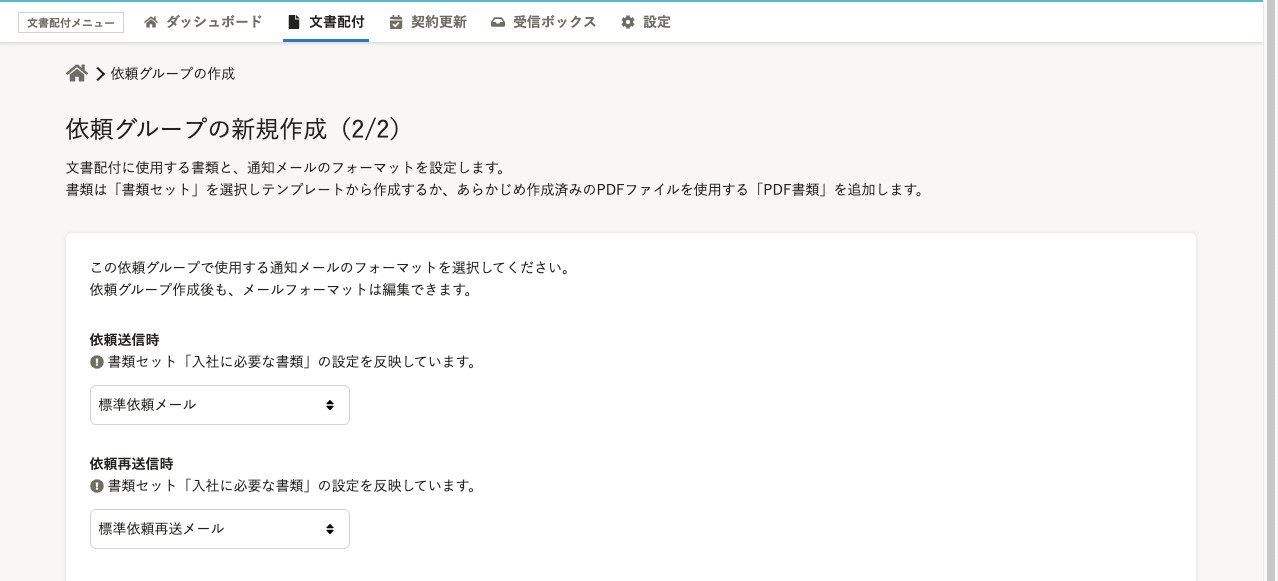 文書配付メニュー ダッシュボード 文書配付 契約更新 受信ボックス 設定
依頼グループの作成
依頼グループの新規作成（2/2）
文書配付に使用する書類と、通知メールのフォーマットを設定します。
書類は「書類セット」を選択しテンプレートから作成するか、あらかじめ作成済みのPDFファイルを使用する「PDF書類」を追加します。
この依頼グループで使用する通知メールのフォーマットを選択してください。
依頼グループ作成後も、メールフォーマットは編集できます。
依頼送信時
書類セット「入社に必要な書類」の設定を反映しています。
標準依頼メール
依頼再送信時
書類セット「入社に必要な書類」の設定を反映しています。
標準依頼再送メール